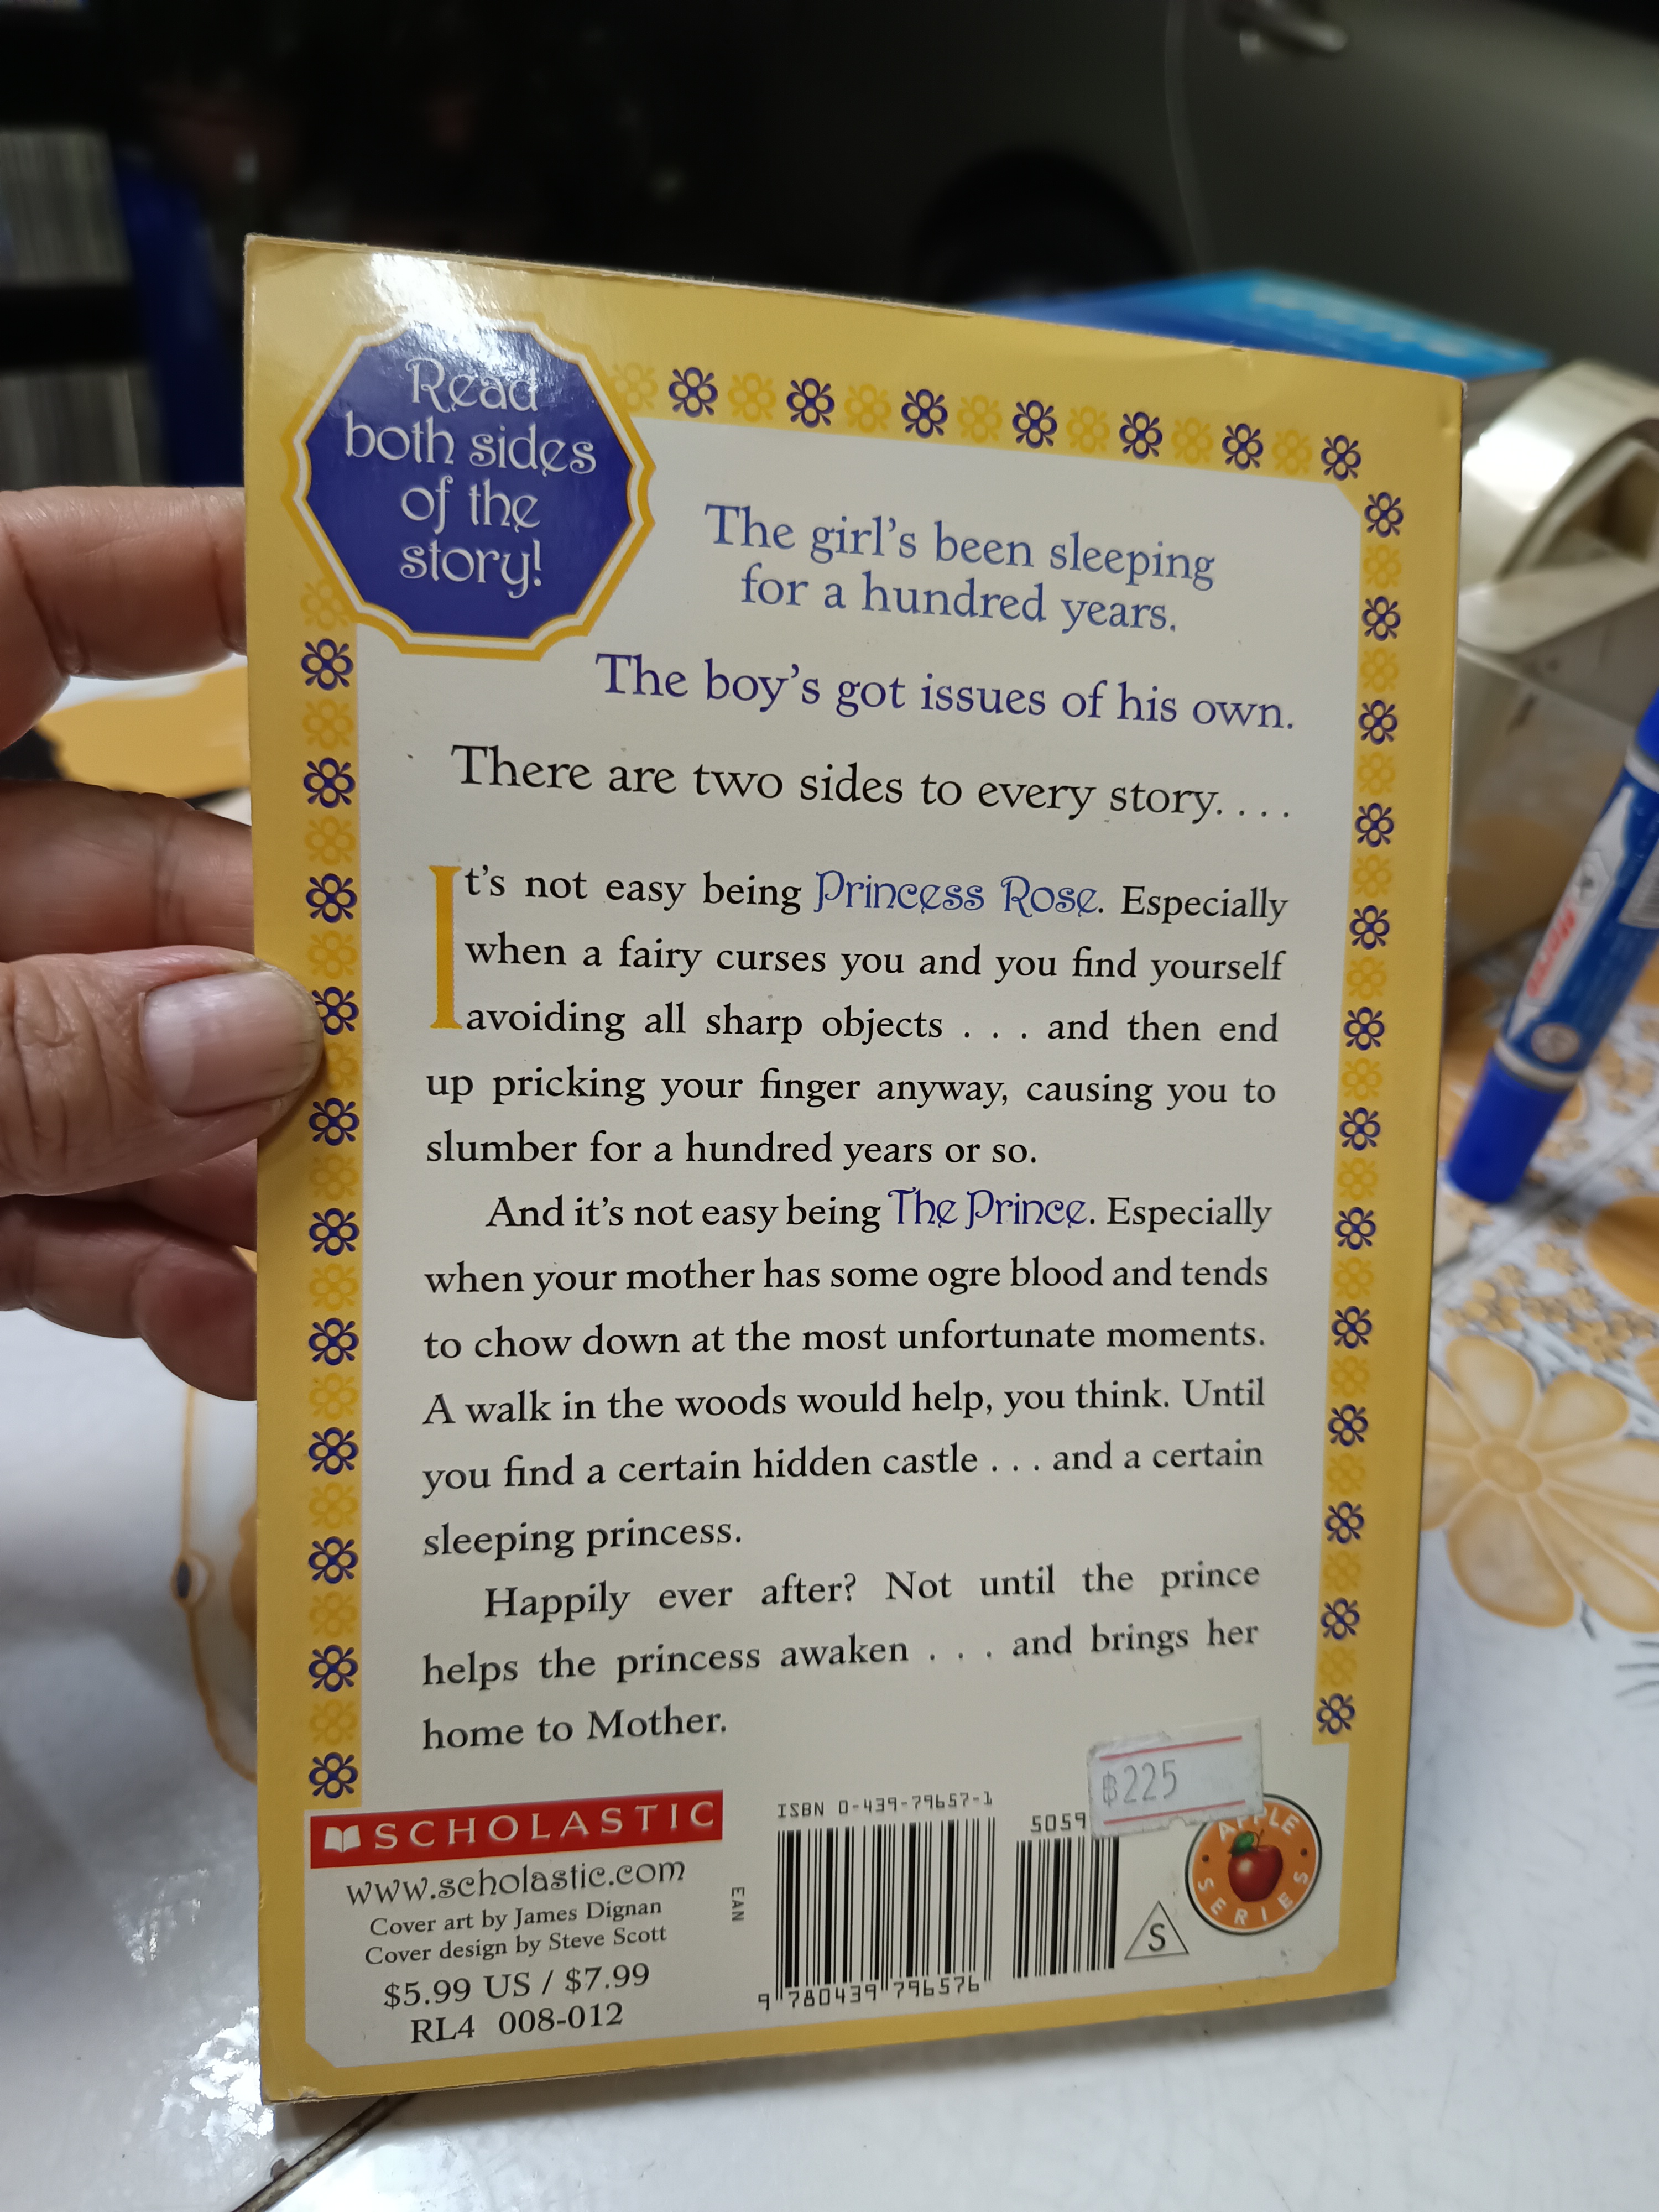 Read
both sides
of the
story!
The girl's been sleeping
for a hundred years.
The boy's got issues of his own.
There are two sides to every story. . . .
It's not easy being Princess Rose. Especially
when a fairy curses you and you find yourself
avoiding all sharp objects . . . and then end
up pricking your finger anyway, causing you to
slumber for a hundred years or so.
And it's not easy being The Prince. Especially
when your mother has some ogre blood and tends
to chow down at the most unfortunate moments.
A walk in the woods would help, you think. Until
you find a certain hidden castle . . . and a certain
sleeping princess.
Happily ever after? Not until the prince
helps the princess awaken . . . and brings her
home to Mother.
฿225
SCHOLASTIC
www.scholastic.com
Cover art by James Dignan
Cover design by Steve Scott
$5.99 US / $7.99
RL4 008-012
EAN
ISBN 0-439-79657-1
5059
9 780439 796576
S
APPLE
SERIES